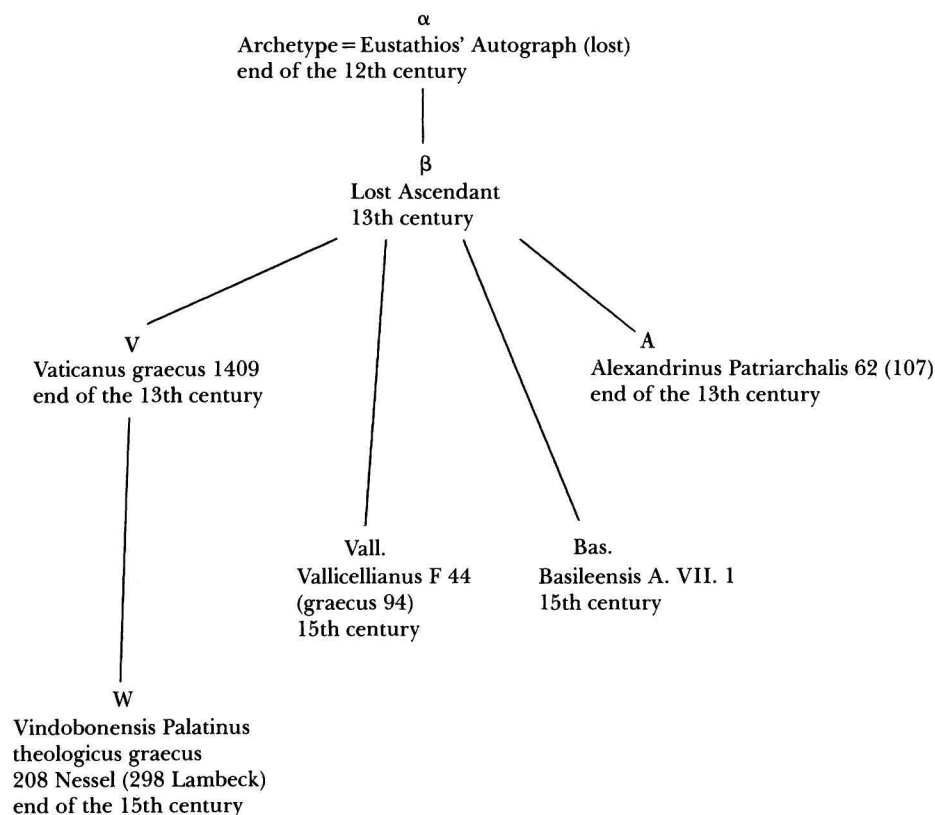 α
Archetype = Eustathios’ Autograph (lost)
end of the 12th century
β
Lost Ascendant
13th century
V
Vaticanus graecus 1409
end of the 13th century
A
Alexandrinus Patriarchalis 62 (107)
end of the 13th century
Vall.
Vallicellianus F 44
(graecus 94)
15th century
Bas.
Basileensis A. VII. 1
15th century
W
Vindobonensis Palatinus
theologicus graecus
208 Nessel (298 Lambeck)
end of the 15th century